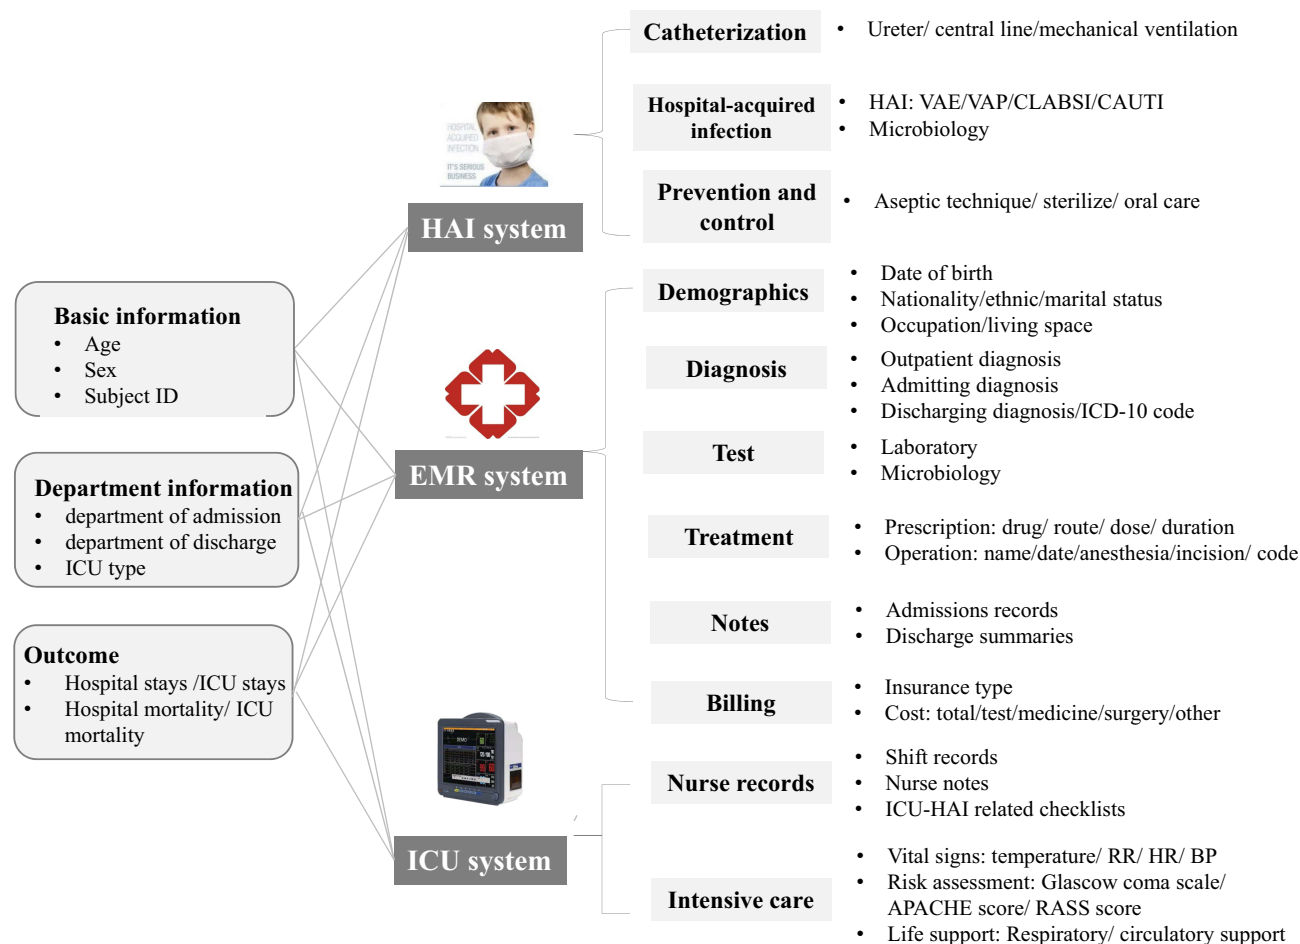 Basic information
• Age
• Sex
• Subject ID
Department information
• department of admission
• department of discharge
• ICU type
Outcome
• Hospital stays /ICU stays
• Hospital mortality/ ICU
mortality
HOSPITAL
ACQUIRED
INFECTION
IT'S SERIOUS
BUSINESS
HAI system
Catheterization
• Ureter/ central line/mechanical ventilation
Hospital-acquired
infection
• HAI: VAE/VAP/CLABSI/CAUTI
• Microbiology
Prevention and
control
• Aseptic technique/ sterilize/ oral care
EMR system
Demographics
• Date of birth
• Nationality/ethnic/marital status
• Occupation/living space
Diagnosis
• Outpatient diagnosis
• Admitting diagnosis
• Discharging diagnosis/ICD-10 code
Test
• Laboratory
• Microbiology
Treatment
• Prescription: drug/ route/ dose/ duration
• Operation: name/date/anesthesia/incision/ code
Notes
• Admissions records
• Discharge summaries
Billing
• Insurance type
• Cost: total/test/medicine/surgery/other
DEMO
ICU system
Nurse records
• Shift records
• Nurse notes
• ICU-HAI related checklists
Intensive care
• Vital signs: temperature/ RR/ HR/ BP
• Risk assessment: Glascow coma scale/
APACHE score/ RASS score
• Life support: Respiratory/ circulatory support